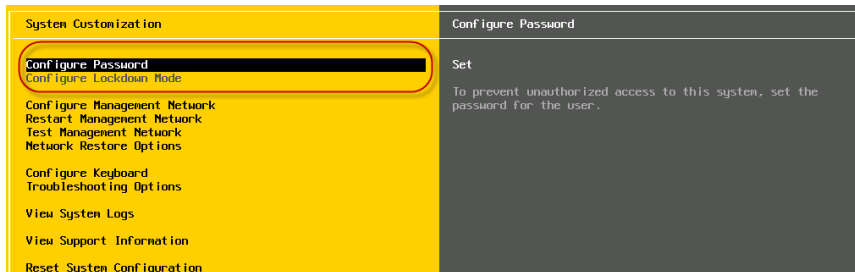 System Customization
Configure Password
Configure Lockdown Mode
Configure Management Network
Restart Management Network
Test Management Network
Network Restore Options
Configure Keyboard
Troubleshooting Options
View System Logs
View Support Information
Reset System Configuration
Configure Password
Set
To prevent unauthorized access to this system, set the
password for the user.